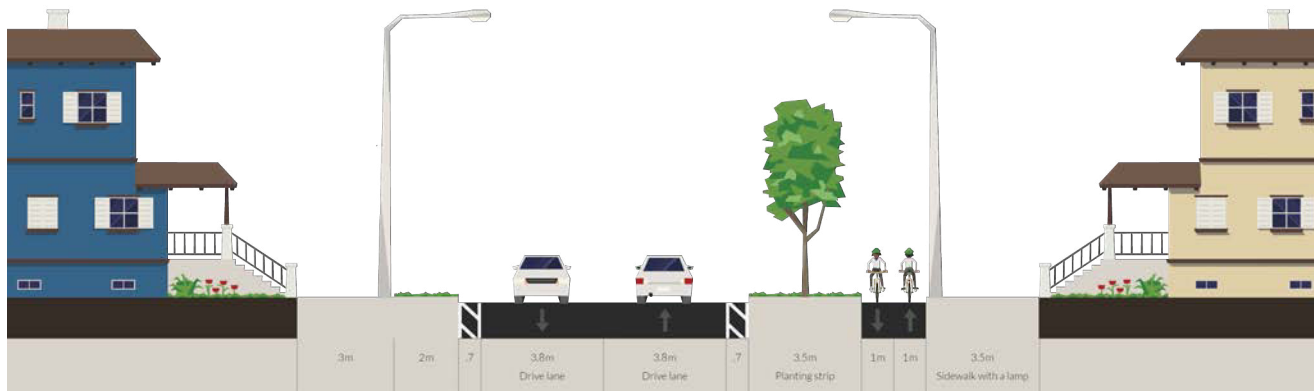 3m
2m
.7
3.8m
Drive lane
3.8m
Drive lane
.7
3.5m
Planting strip
1m
1m
3.5m
Sidewalk with a lamp